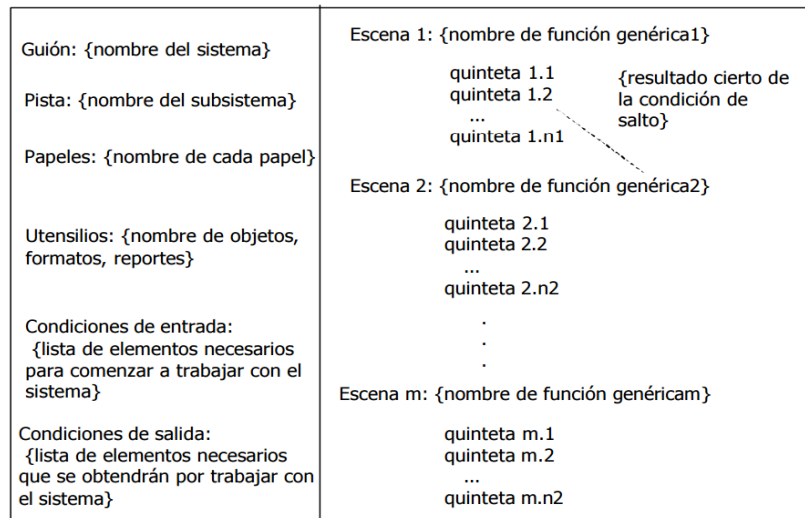 Guión: {nombre del sistema}
Pista: {nombre del subsistema}
Papeles: {nombre de cada papel}
Utensilios: {nombre de objetos,
formatos, reportes}
Condiciones de entrada:
{lista de elementos necesarios
para comenzar a trabajar con el
sistema}
Condiciones de salida:
{lista de elementos necesarios
que se obtendrán por trabajar con
el sistema}
Escena 1: {nombre de función genérica1}
quinteta 1.1
quinteta 1.2
...
quinteta 1.n1
{resultado cierto de
la condición de
salto}
Escena 2: {nombre de función genérica2}
quinteta 2.1
quinteta 2.2
...
quinteta 2.n2
.
.
.
Escena m: {nombre de función genéricam}
quinteta m.1
quinteta m.2
...
quinteta m.n2